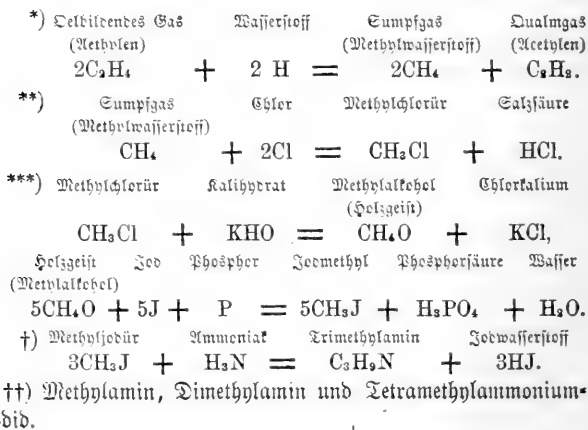 *) Oelbildendes Gas Wasserstoff Sumpfgas Qualmgas
(Aethylen) (Methylwasserstoff) (Acetylen)
2C₂H₄ + 2 H = 2CH₄ + C₂H₂.
**) Sumpfgas Chlor Methylchlorür Salzsäure
(Methylwasserstoff)
CH₄ + 2Cl = CH₃Cl + HCl.
***) Methylchlorür Kalihydrat Methylalkohol Chlorkalium
(Holzgeist)
CH₃Cl + KHO = CH₄O + KCl,
Holzgeist Jod Phosphor Jodmethyl Phosphorsäure Wasser
(Metylalkohol)
5CH₄O + 5J + P = 5CH₃J + H₃PO₄ + H₂O.
†) Methyljodür Ammoniak Trimethylamin Jodwasserstoff
3CH₃J + H₃N = C₃H₉N + 3HJ.
††) Methylamin, Dimethylamin und Tetramethylammonium-
did.